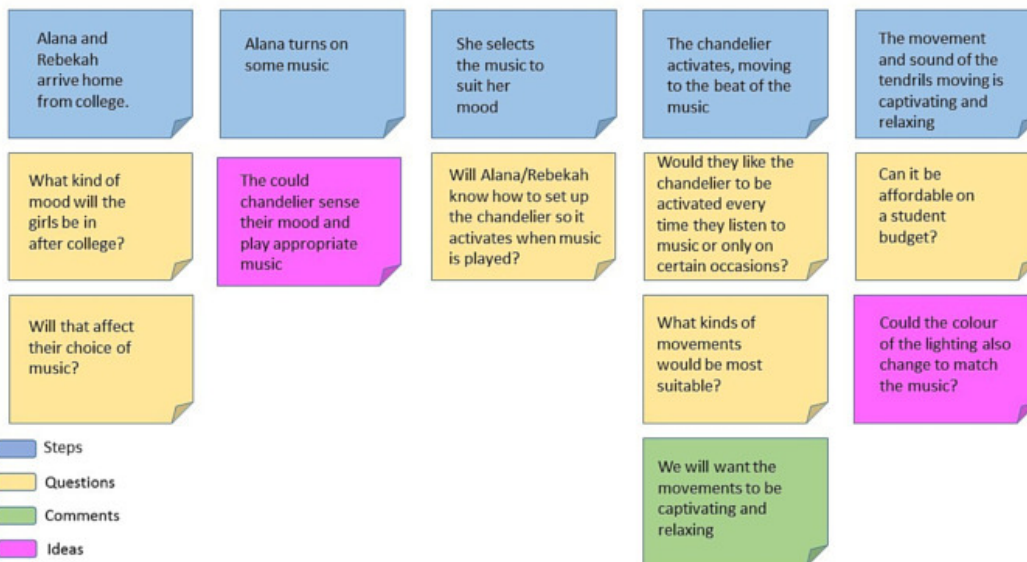 Alana and
Rebekah
arrive home
from college.
Alana turns on
some music
She selects
the music to
suit her
mood
The chandelier
activates, moving
to the beat of the
music
The movement
and sound of the
tendrils moving is
captivating and
relaxing
What kind of
mood will the
girls be in
after college?
The could
chandelier sense
their mood and
play appropriate
music
Will Alana/Rebekah
know how to set up
the chandelier so it
activates when music
is played?
Would they like the
chandelier to be
activated every
time they listen to
music or only on
certain occasions?
Can it be
affordable on
a student
budget?
Will that affect
their choice of
music?
What kinds of
movements
would be most
suitable?
Could the colour
of the lighting also
change to match
the music?
We will want the
movements to be
captivating and
relaxing
Steps
Questions
Comments
Ideas